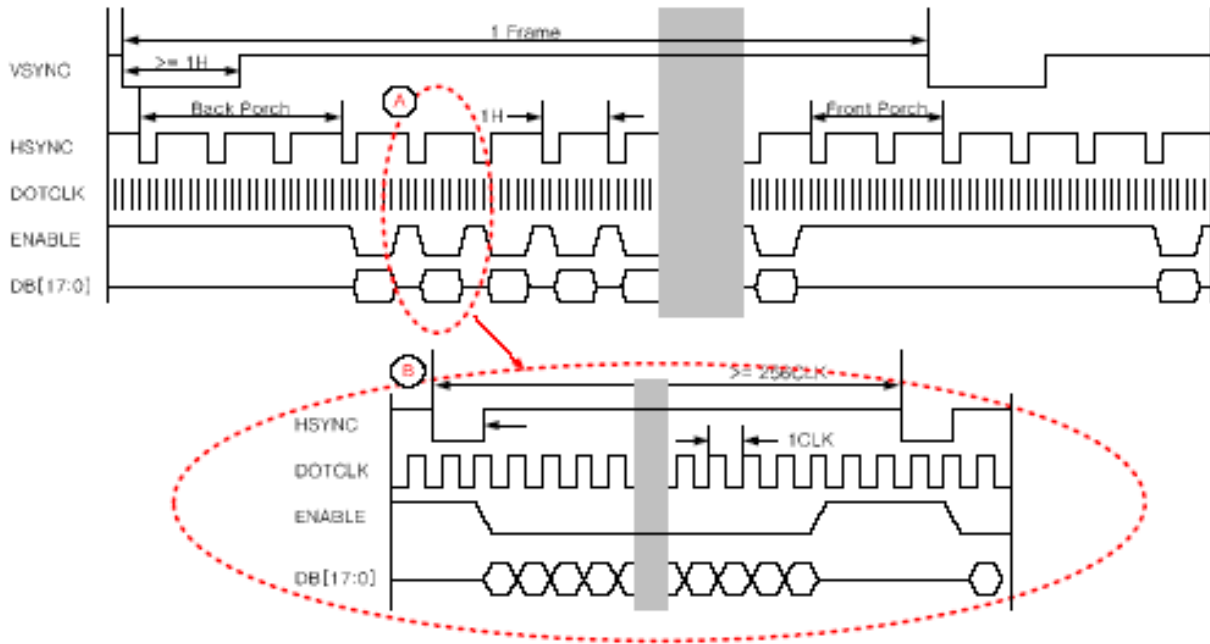 1 Frame
>= 1H
VSYNC
Back Porch
A
1H
Front Porch
HSYNC
DOTCLK
ENABLE
DB[17:0]
B
>= 256CLK
HSYNC
1CLK
DOTCLK
ENABLE
DB[17:0]